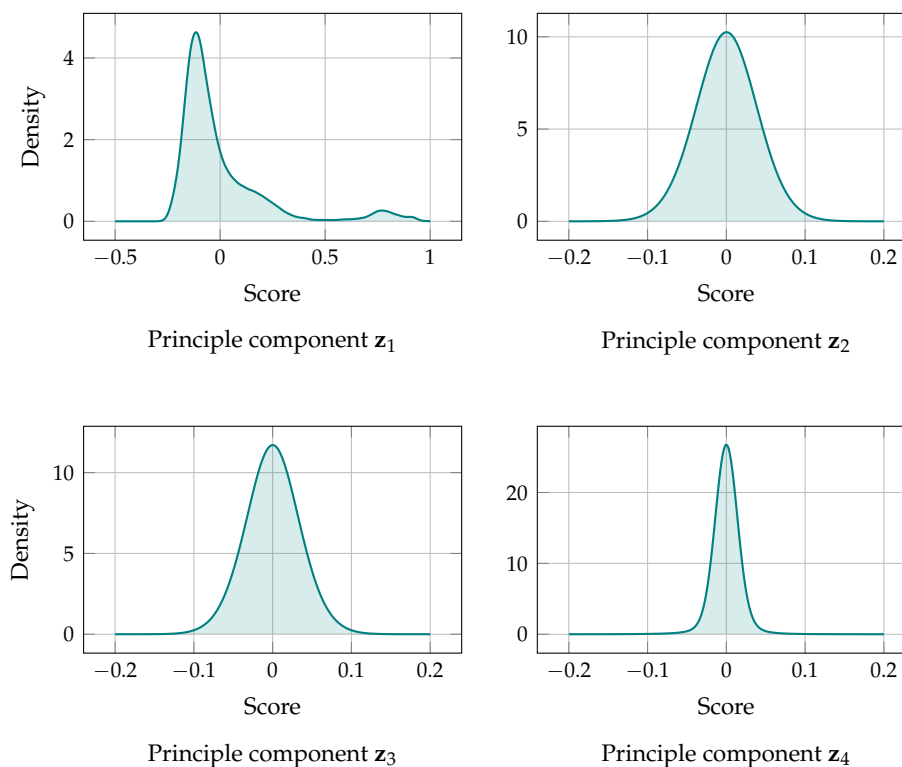 4
2
0
Density
−0.5 0 0.5 1
Score
Principle component z₁
10
5
0
−0.2 −0.1 0 0.1 0.2
Score
Principle component z₂
10
5
0
Density
−0.2 −0.1 0 0.1 0.2
Score
Principle component z₃
20
10
0
−0.2 −0.1 0 0.1 0.2
Score
Principle component z₄